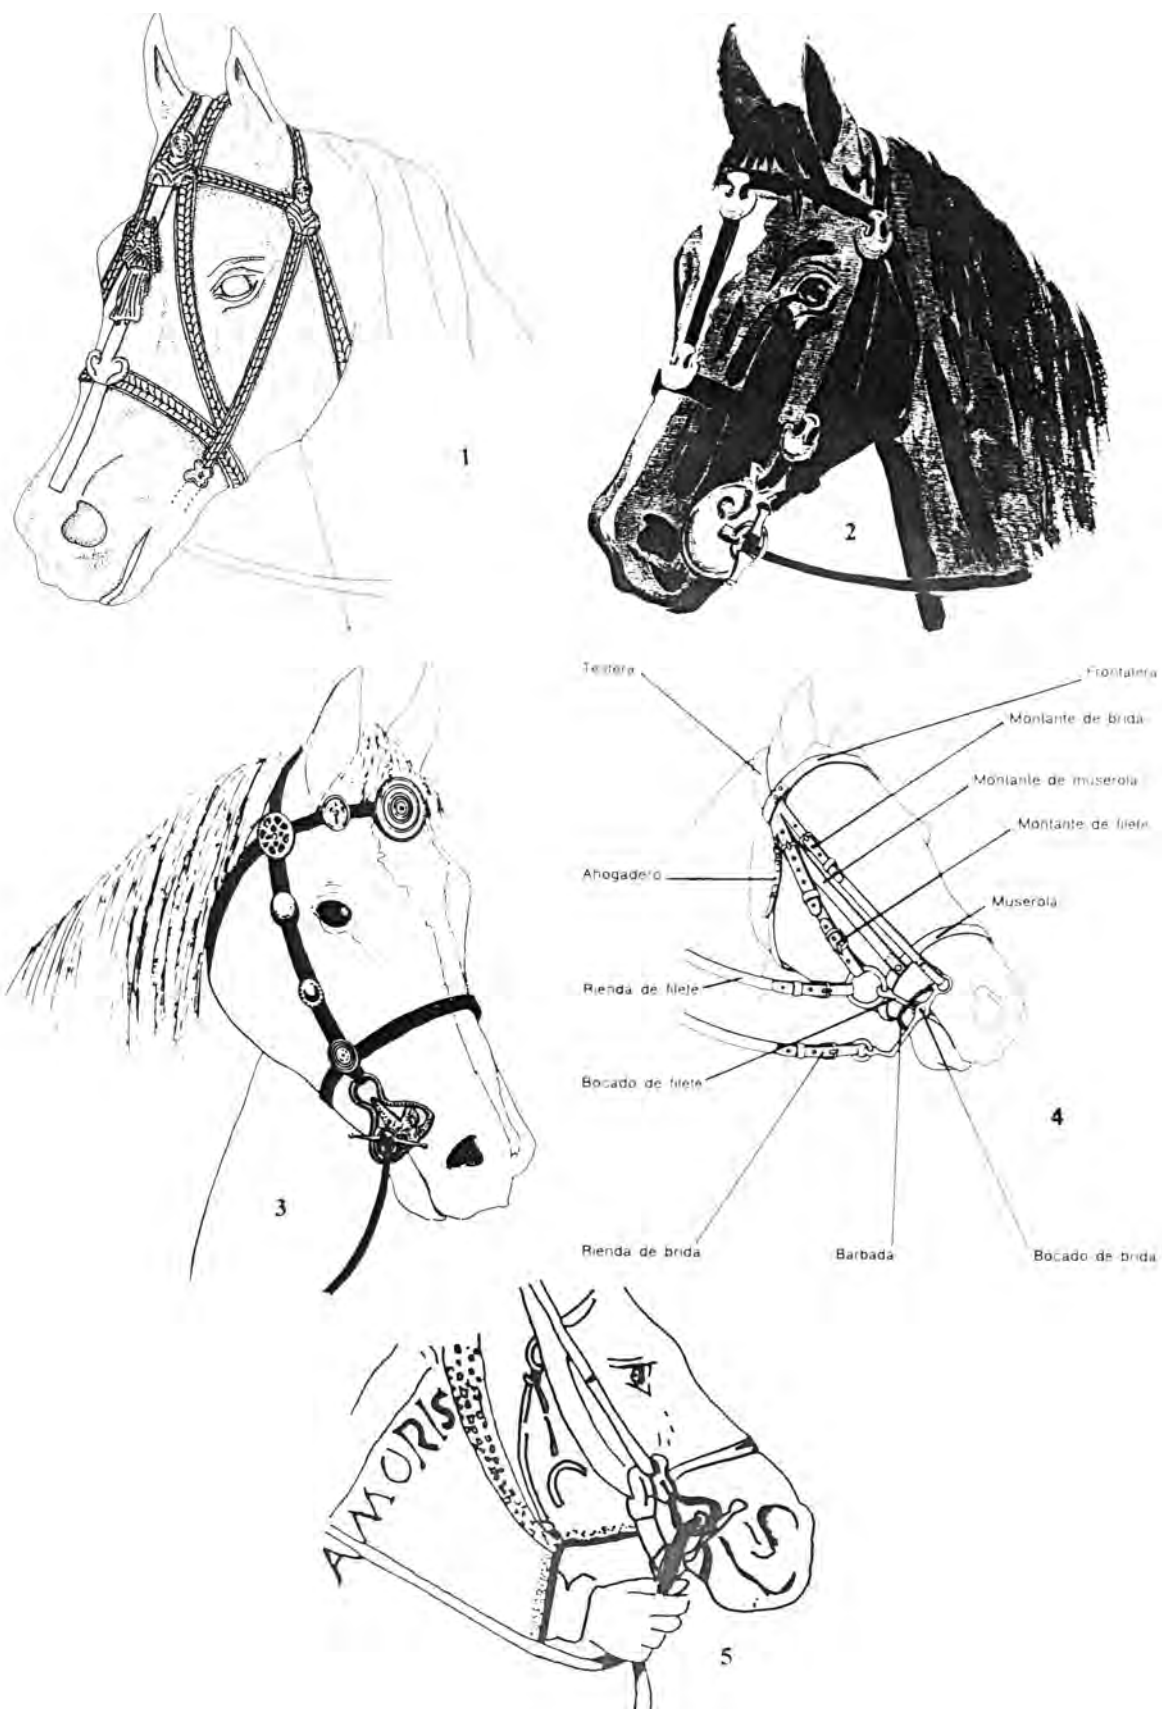 1
2
Testera
Frontalera
Montante de brida
Montante de muserola
Montante de filete
Ahogadero
Muserola
Rienda de filete
Bocado de filete
4
3
Rienda de brida
Barbada
Bocado de brida
AMORIS
5